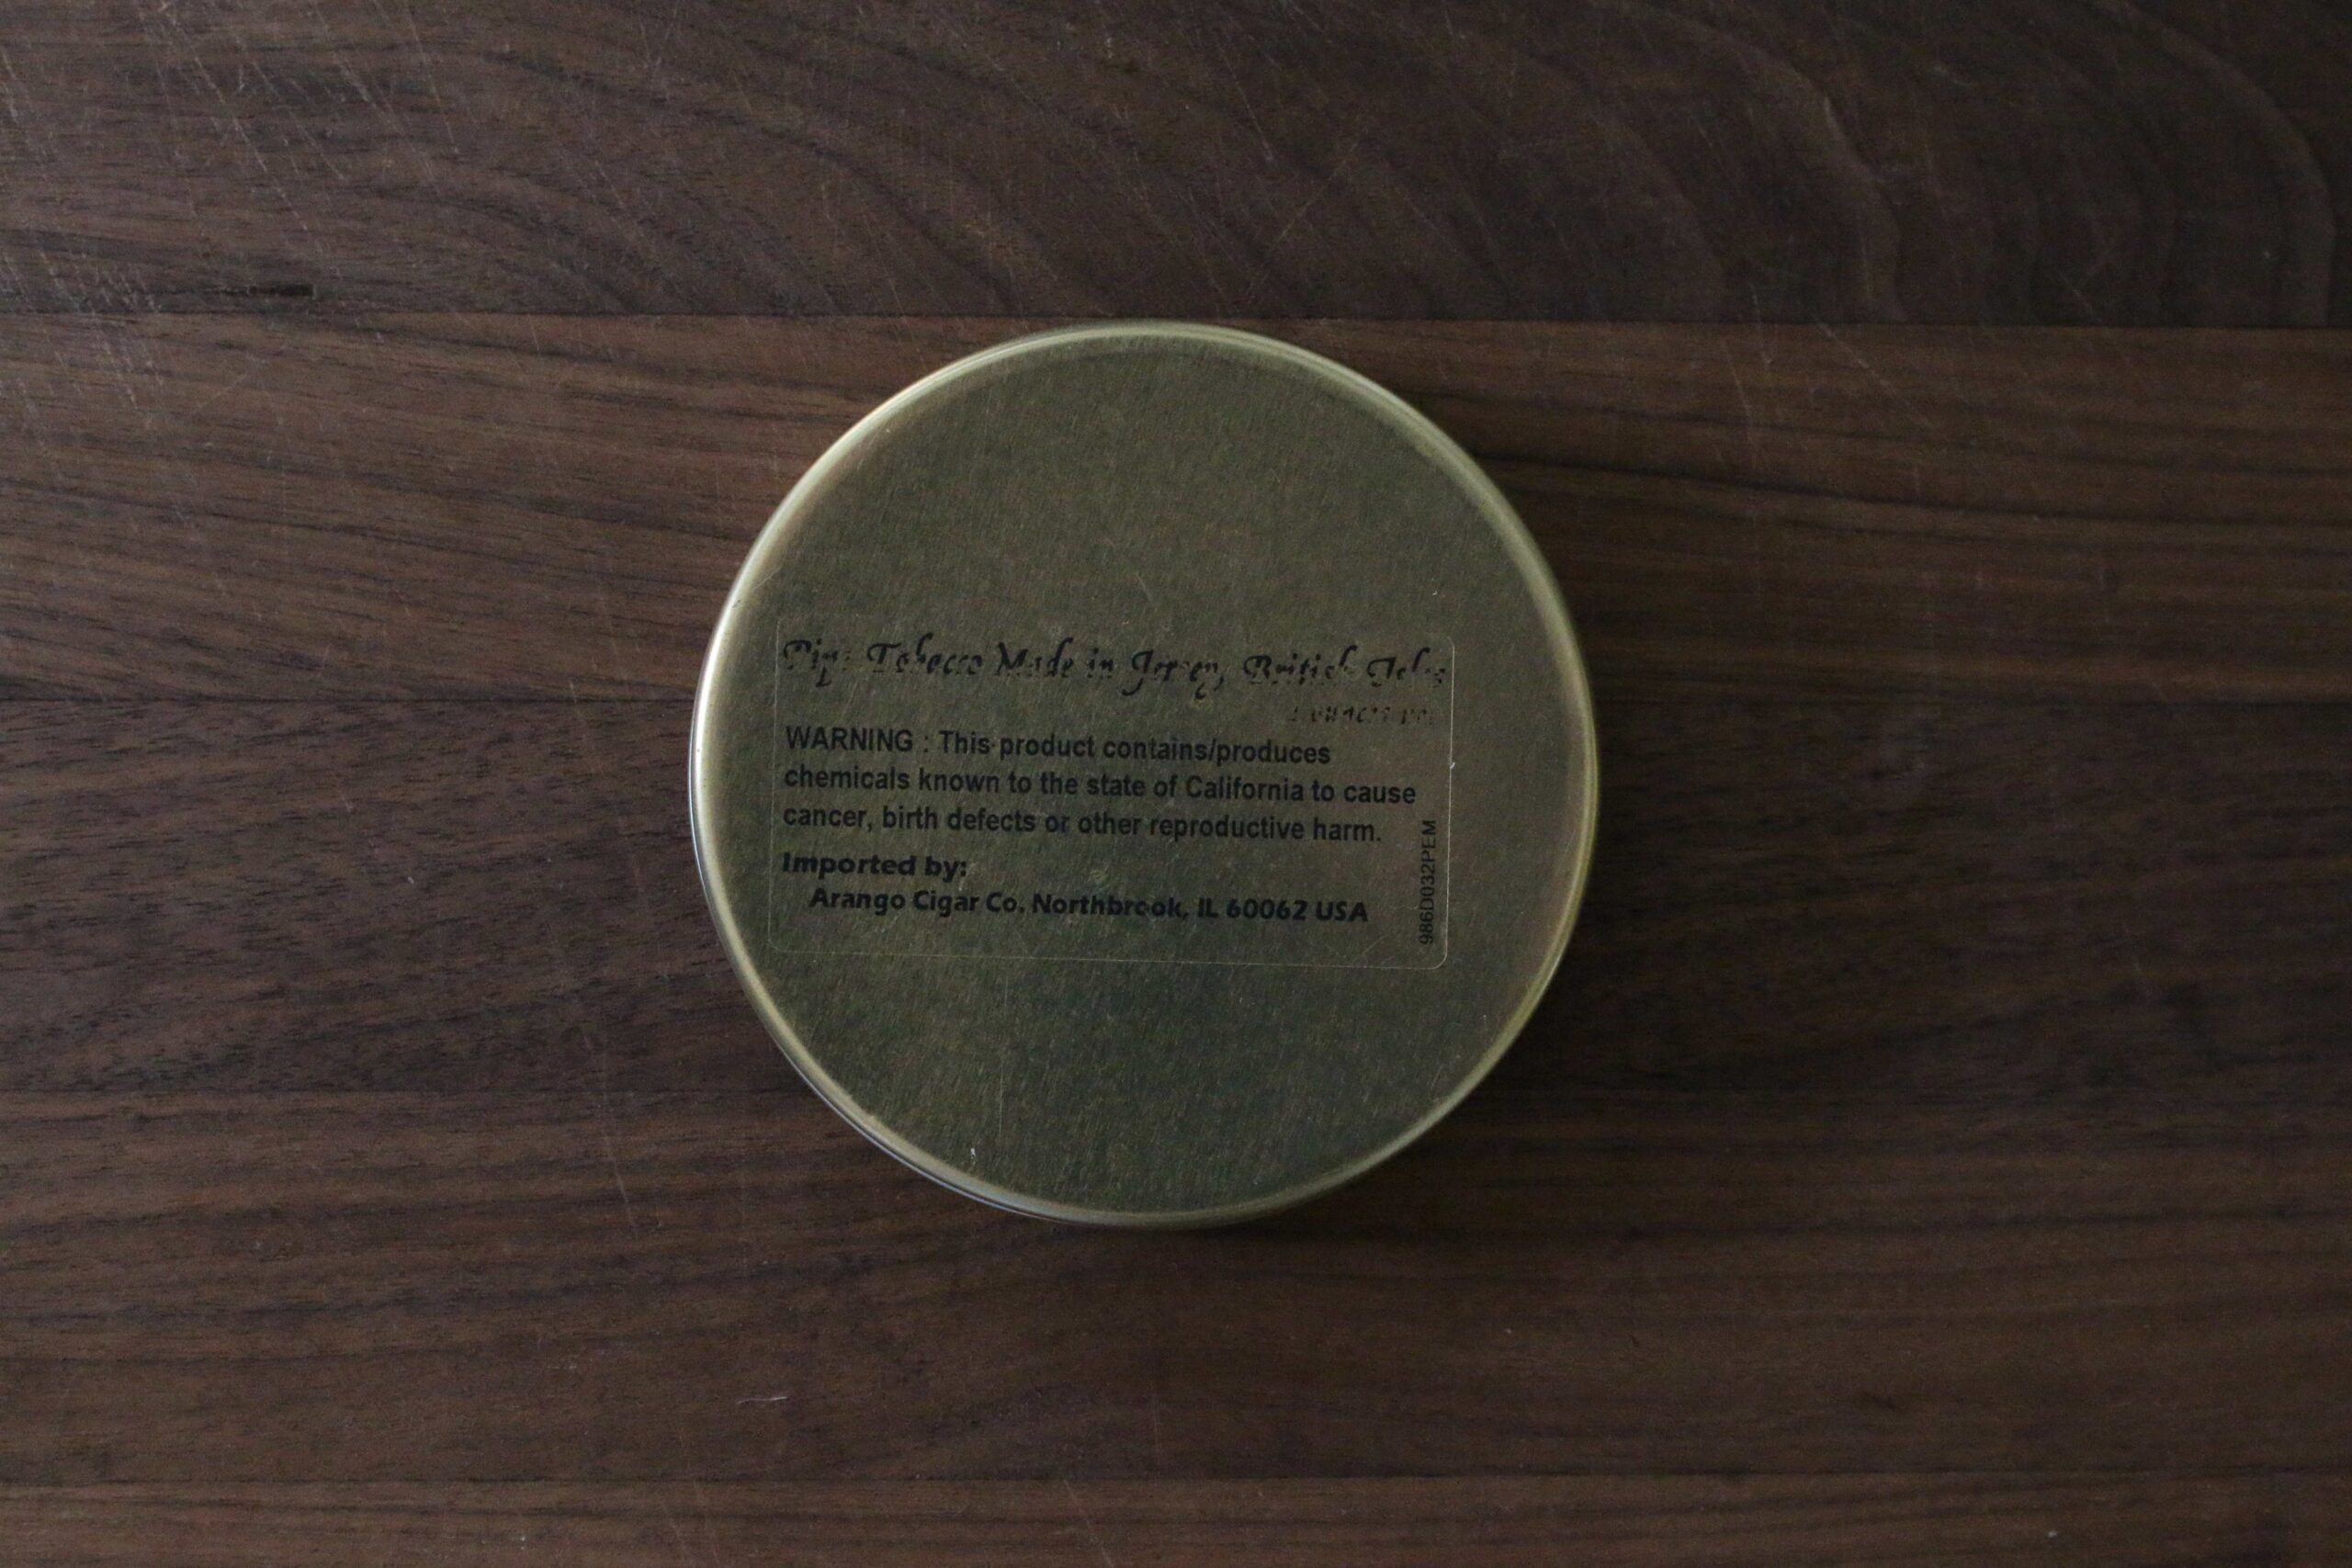 Pipe Tobacco Made in Jersey, British Isles
WARNING : This product contains/produces
chemicals known to the state of California to cause
cancer, birth defects or other reproductive harm.
Imported by:
Arango Cigar Co. Northbrook, IL 60062 USA
986D032PEM